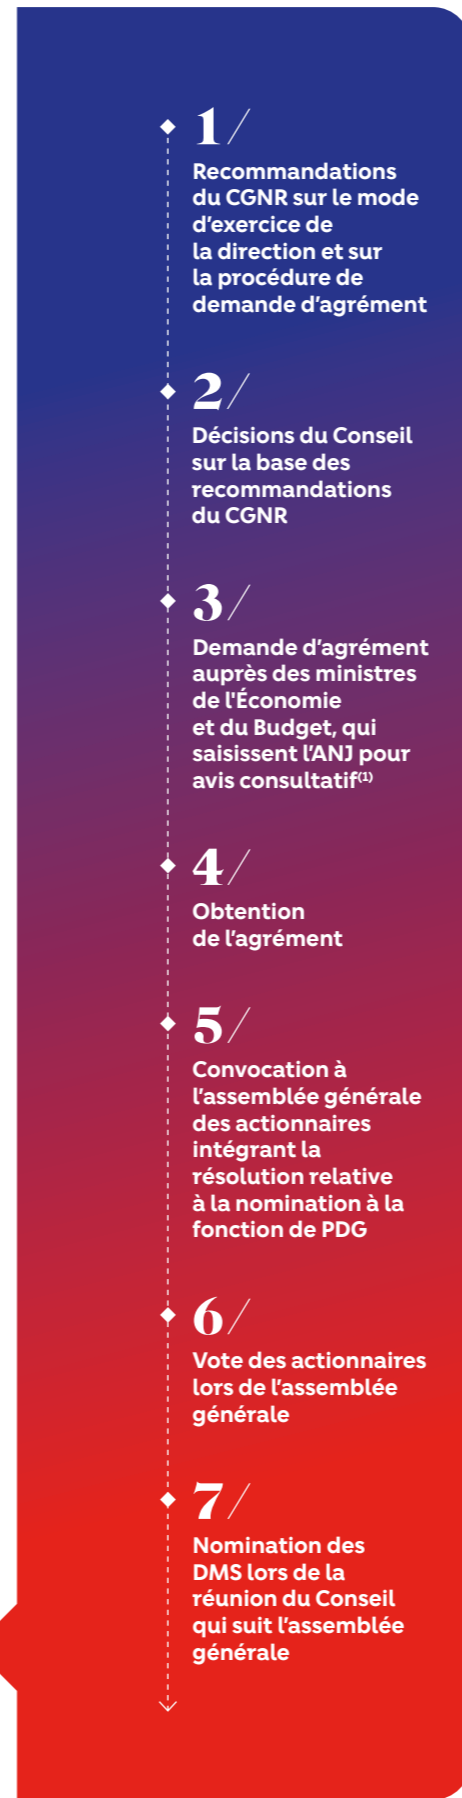 1/
Recommandations
du CGNR sur le mode
d’exercice de
la direction et sur
la procédure de
demande d’agrément
2/
Décisions du Conseil
sur la base des
recommandations
du CGNR
3/
Demande d’agrément
auprès des ministres
de l'Économie
et du Budget, qui
saisissent l’ANJ pour
avis consultatif(1)
4/
Obtention
de l’agrément
5/
Convocation à
l’assemblée générale
des actionnaires
intégrant la
résolution relative
à la nomination à la
fonction de PDG
6/
Vote des actionnaires
lors de l’assemblée
générale
7/
Nomination des
DMS lors de la
réunion du Conseil
qui suit l’assemblée
générale